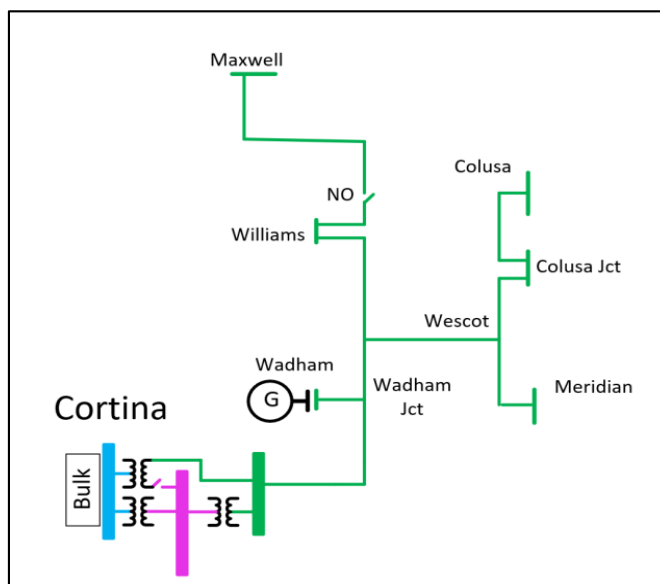 Maxwell
Colusa
NO
Williams
Colusa Jct
Wescot
Wadham
G
Wadham
Jct
Meridian
Cortina
Bulk